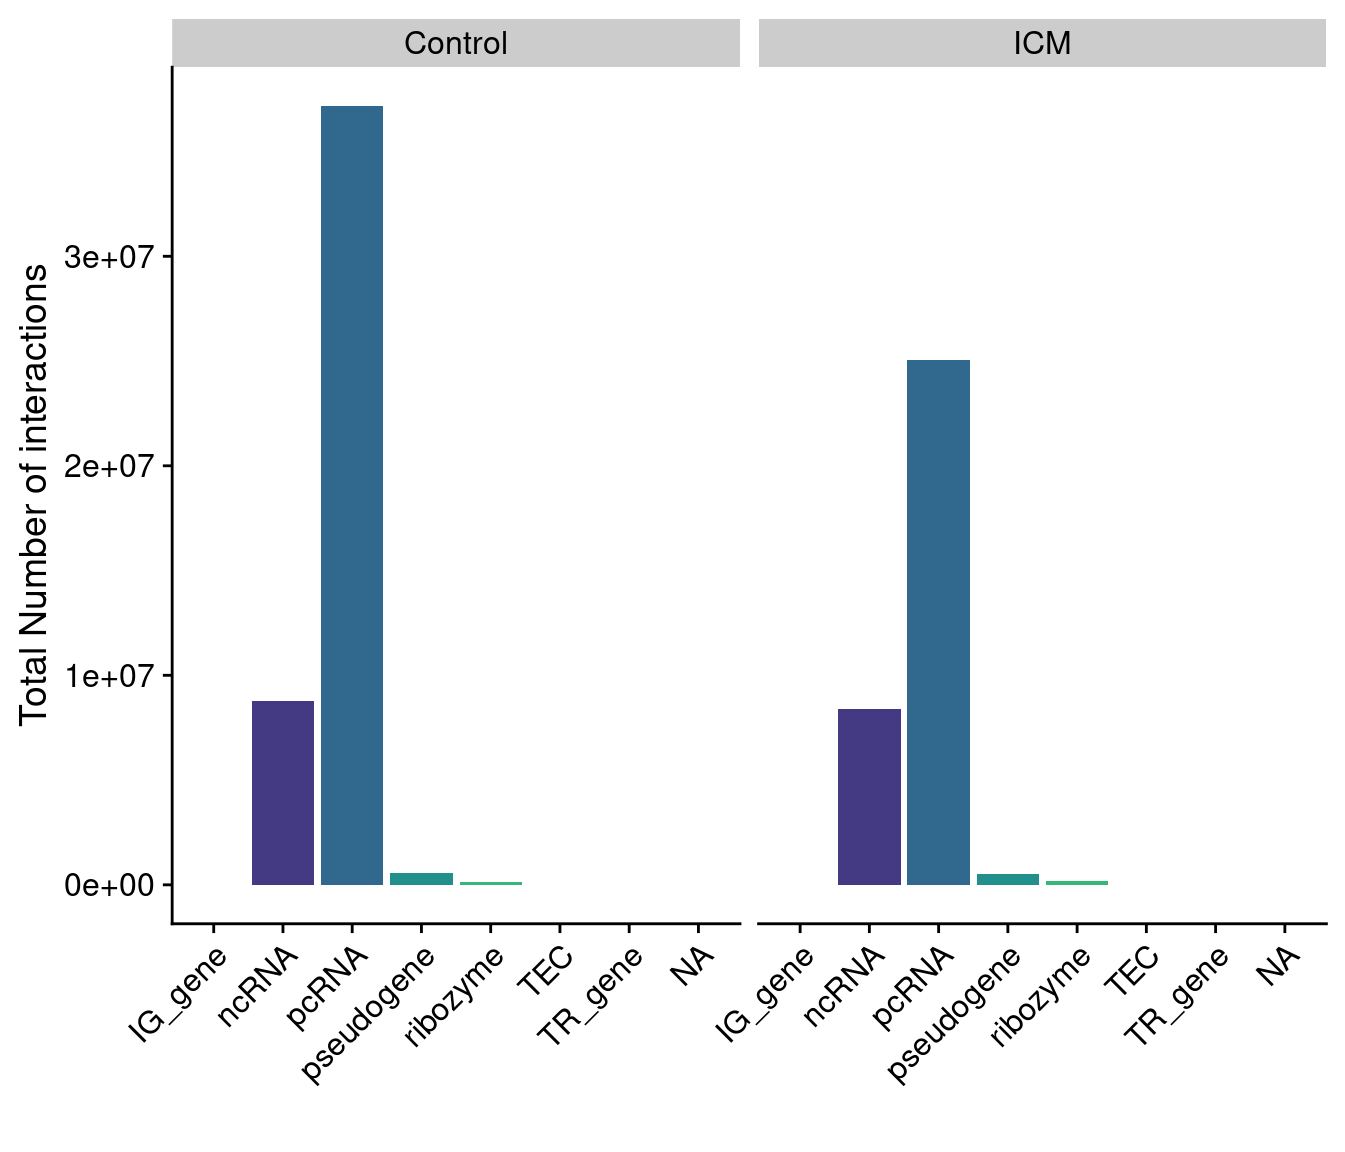 Control
ICM
Total Number of interactions
3e+07
2e+07
1e+07
0e+00
IG_gene
ncRNA
pcRNA
pseudogene
ribozyme
TEC
TR_gene
NA
IG_gene
ncRNA
pcRNA
pseudogene
ribozyme
TEC
TR_gene
NA